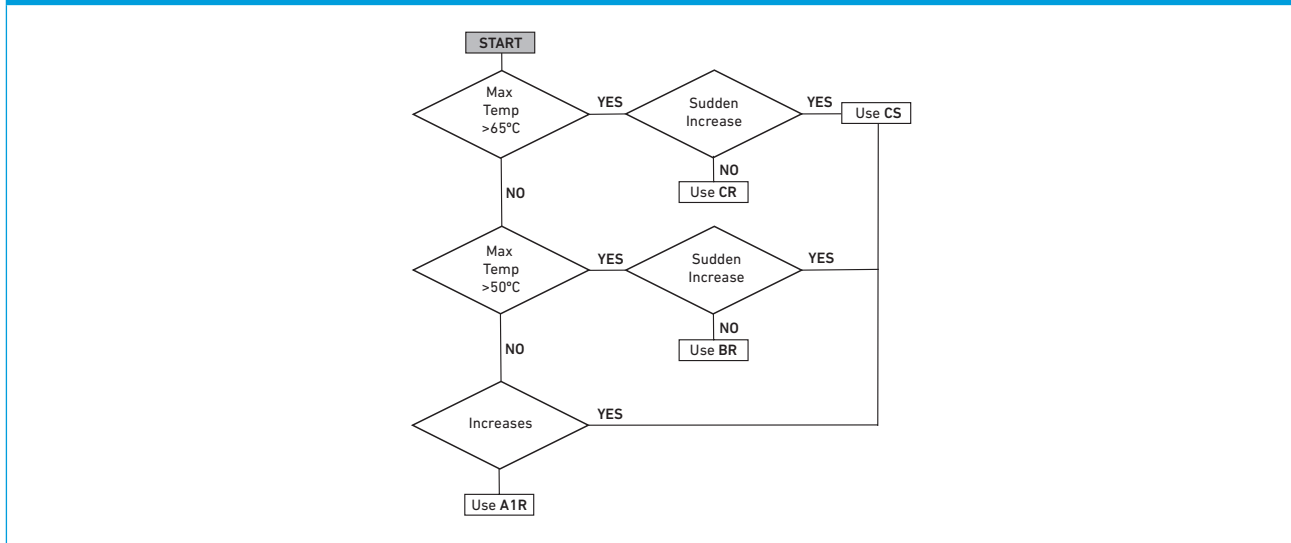 START
Max
Temp
>65°C
YES
Sudden
Increase
YES
Use CS
NO
Use CR
NO
Max
Temp
>50°C
YES
Sudden
Increase
YES
NO
Use BR
NO
Increases
YES
Use A1R